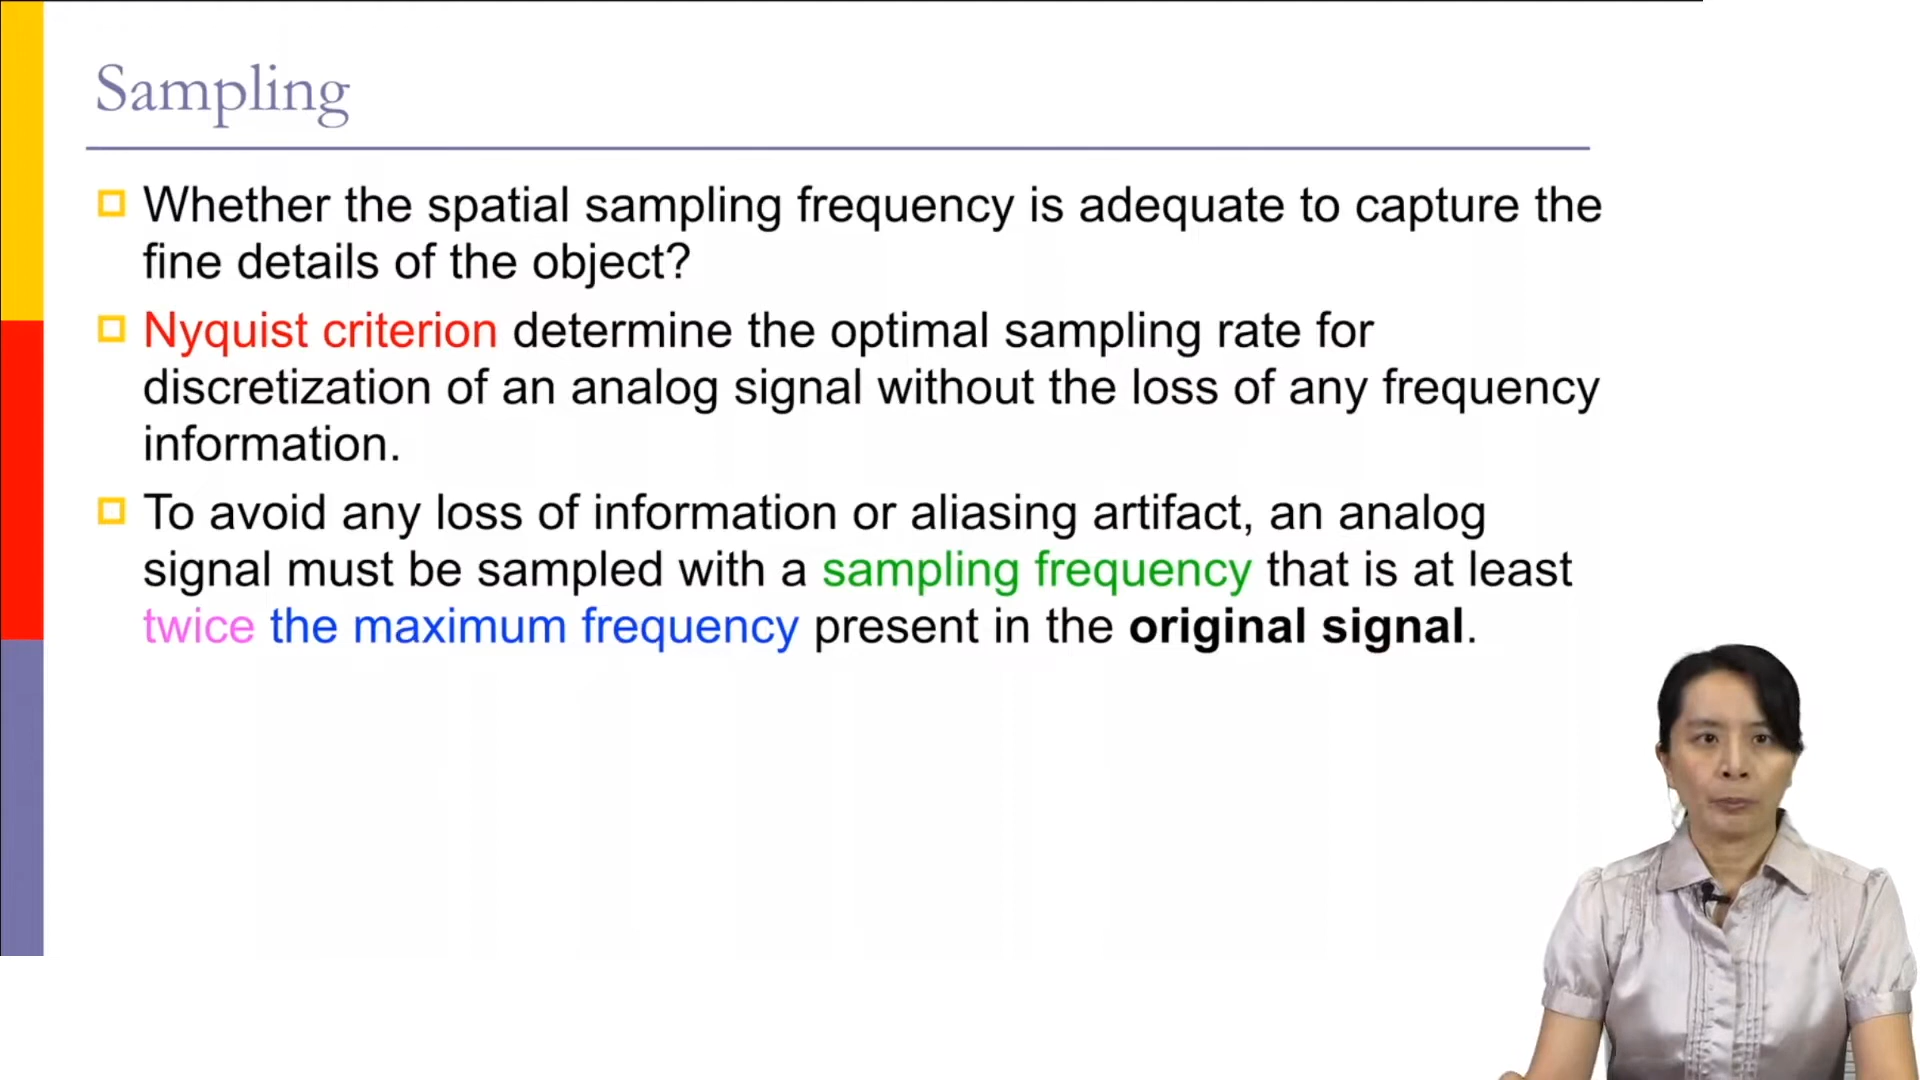 Sampling
Whether the spatial sampling frequency is adequate to capture the
fine details of the object?
Nyquist criterion determine the optimal sampling rate for
discretization of an analog signal without the loss of any frequency
information.
To avoid any loss of information or aliasing artifact, an analog
signal must be sampled with a sampling frequency that is at least
twice the maximum frequency present in the original signal.